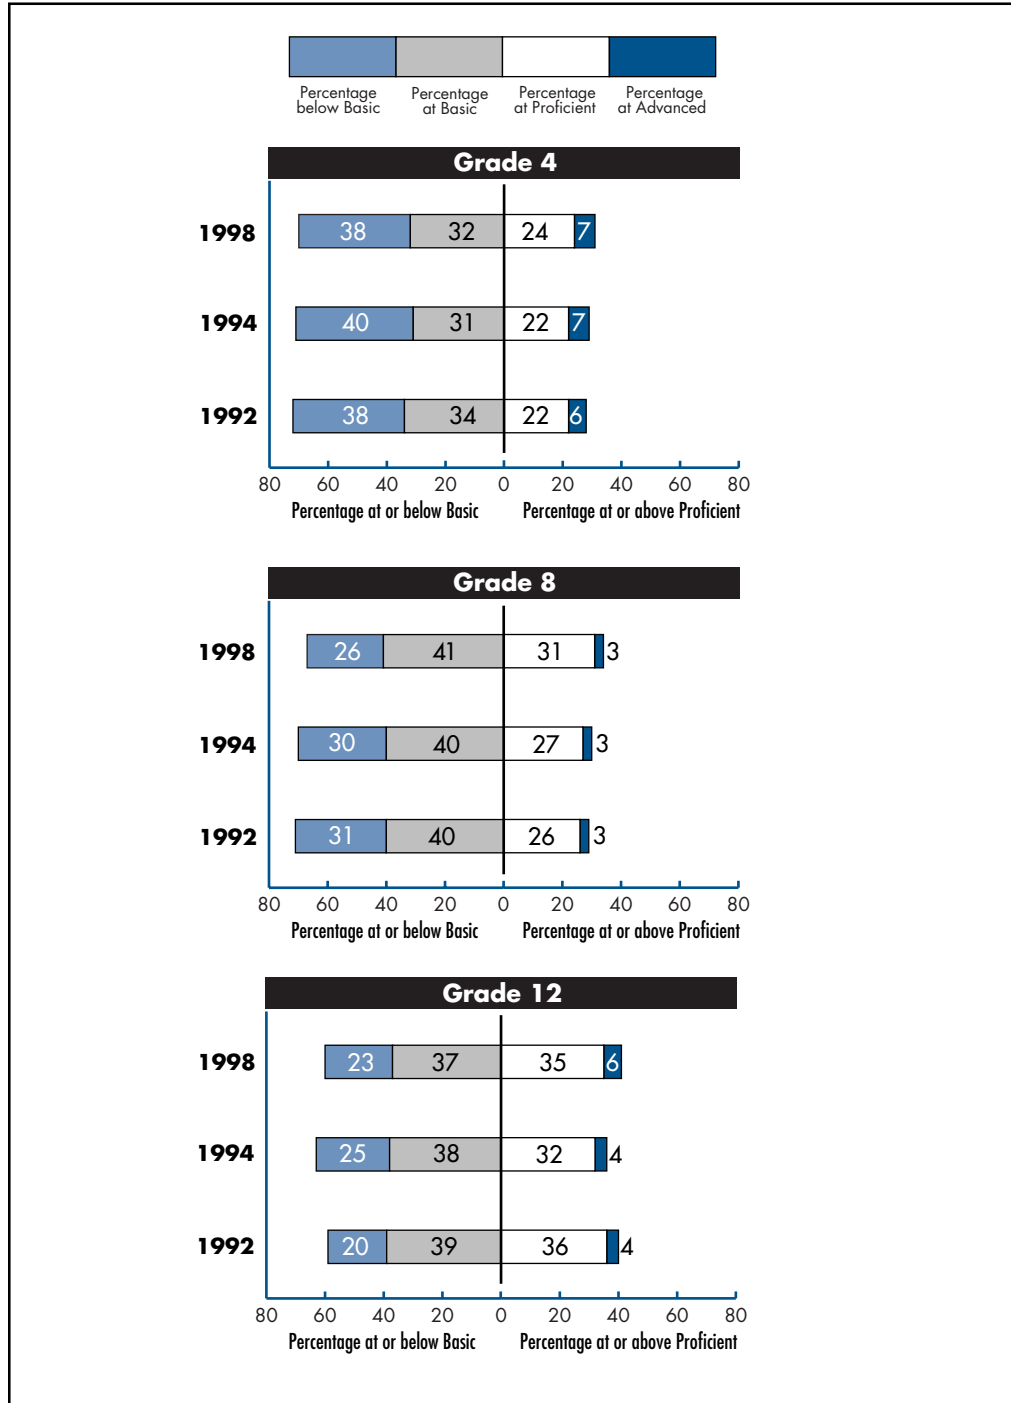 Percentage below Basic
Percentage at Basic
Percentage at Proficient
Percentage at Advanced
Grade 4
1998 38 32 24 7
1994 40 31 22 7
1992 38 34 22 6
80 60 40 20 0 20 40 60 80
Percentage at or below Basic Percentage at or above Proficient
Grade 8
1998 26 41 31 3
1994 30 40 27 3
1992 31 40 26 3
80 60 40 20 0 20 40 60 80
Percentage at or below Basic Percentage at or above Proficient
Grade 12
1998 23 37 35 6
1994 25 38 32 4
1992 20 39 36 4
80 60 40 20 0 20 40 60 80
Percentage at or below Basic Percentage at or above Proficient